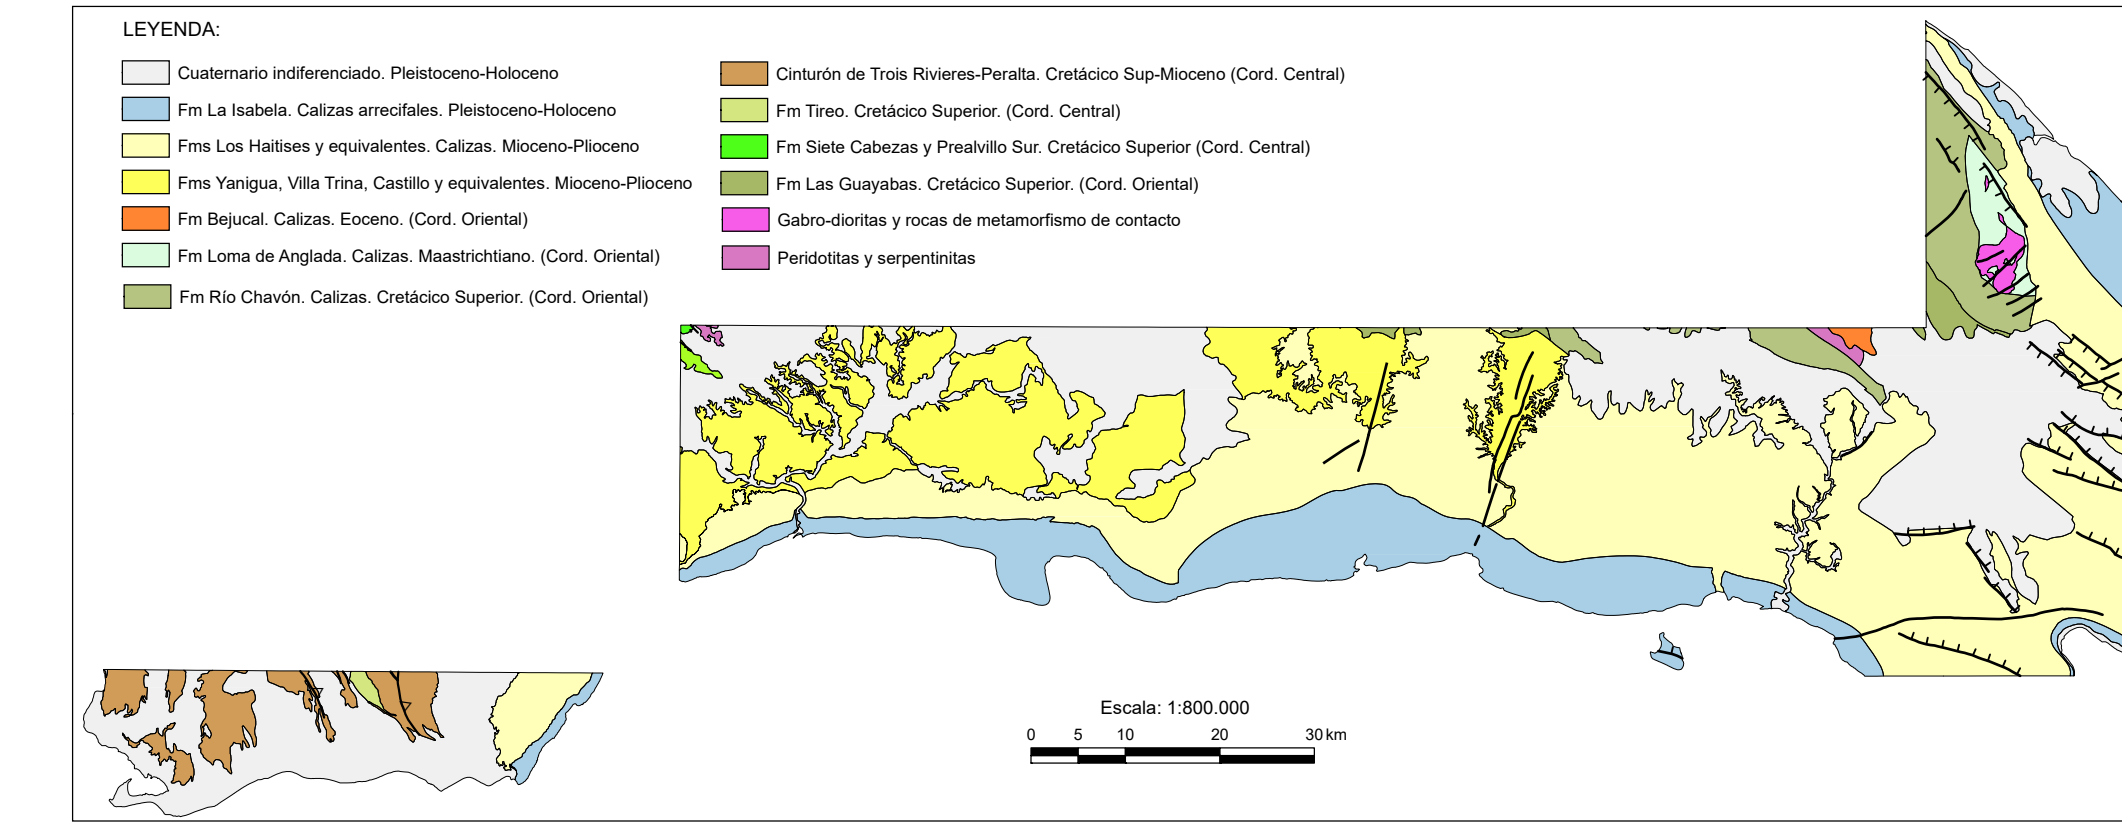 LEYENDA:
Cuaternario indiferenciado. Pleistoceno-Holoceno
Fm La Isabela. Calizas arrecifales. Pleistoceno-Holoceno
Fms Los Haitises y equivalentes. Calizas. Mioceno-Plioceno
Fms Yanigua, Villa Trina, Castillo y equivalentes. Mioceno-Plioceno
Fm Bejucal. Calizas. Eoceno. (Cord. Oriental)
Fm Loma de Anglada. Calizas. Maastrichtiano. (Cord. Oriental)
Fm Río Chavón. Calizas. Cretácico Superior. (Cord. Oriental)
Cinturón de Trois Rivieres-Peralta. Cretácico Sup-Mioceno (Cord. Central)
Fm Tireo. Cretácico Superior. (Cord. Central)
Fm Siete Cabezas y Prealvillo Sur. Cretácico Superior (Cord. Central)
Fm Las Guayabas. Cretácico Superior. (Cord. Oriental)
Gabro-dioritas y rocas de metamorfismo de contacto
Peridotitas y serpentinitas
Escala: 1:800.000
0 5 10 20 30 km